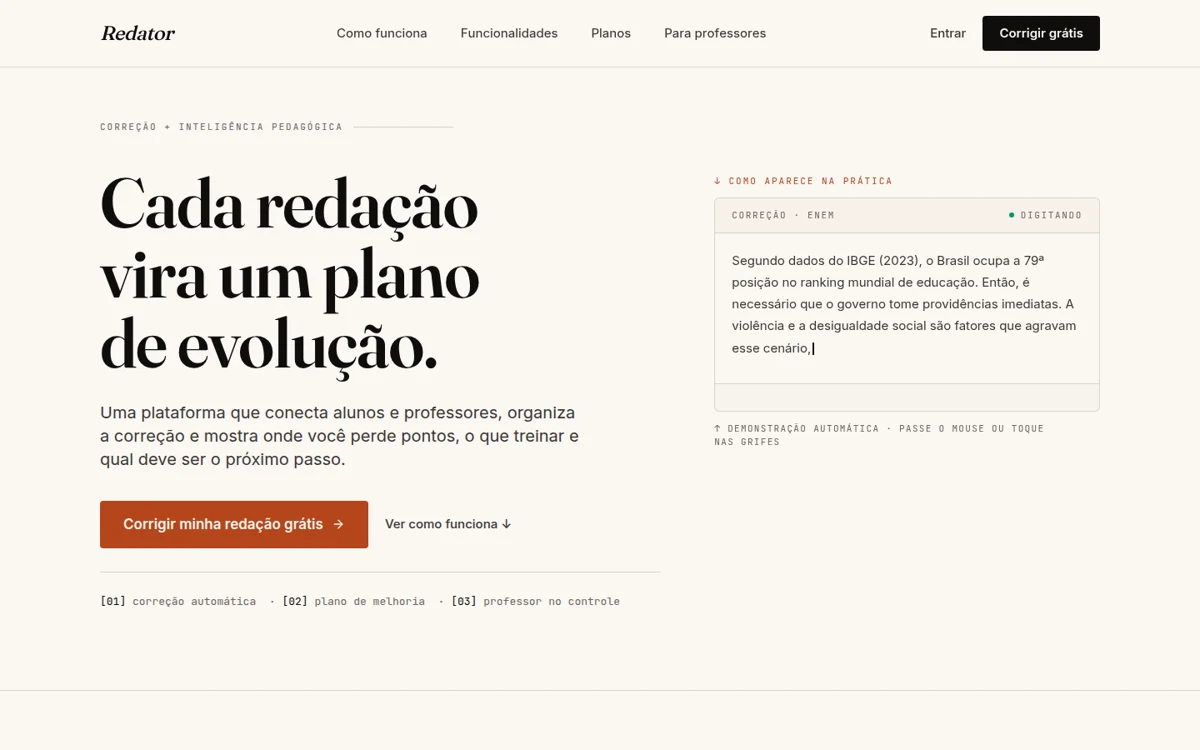 Redator
Como funciona
Funcionalidades
Planos
Para professores
Entrar
Corrigir grátis
CORREÇÃO + INTELIGÊNCIA PEDAGÓGICA
Cada redação
vira um plano
de evolução.
Uma plataforma que conecta alunos e professores, organiza
a correção e mostra onde você perde pontos, o que treinar e
qual deve ser o próximo passo.
Corrigir minha redação grátis →
Ver como funciona ↓
[01] correção automática · [02] plano de melhoria · [03] professor no controle
↓ COMO APARECE NA PRÁTICA
CORREÇÃO · ENEM
DIGITANDO
Segundo dados do IBGE (2023), o Brasil ocupa a 79ª
posição no ranking mundial de educação. Então, é
necessário que o governo tome providências imediatas. A
violência e a desigualdade social são fatores que agravam
esse cenário,
↑ DEMONSTRAÇÃO AUTOMÁTICA · PASSE O MOUSE OU TOQUE
NAS GRIFES